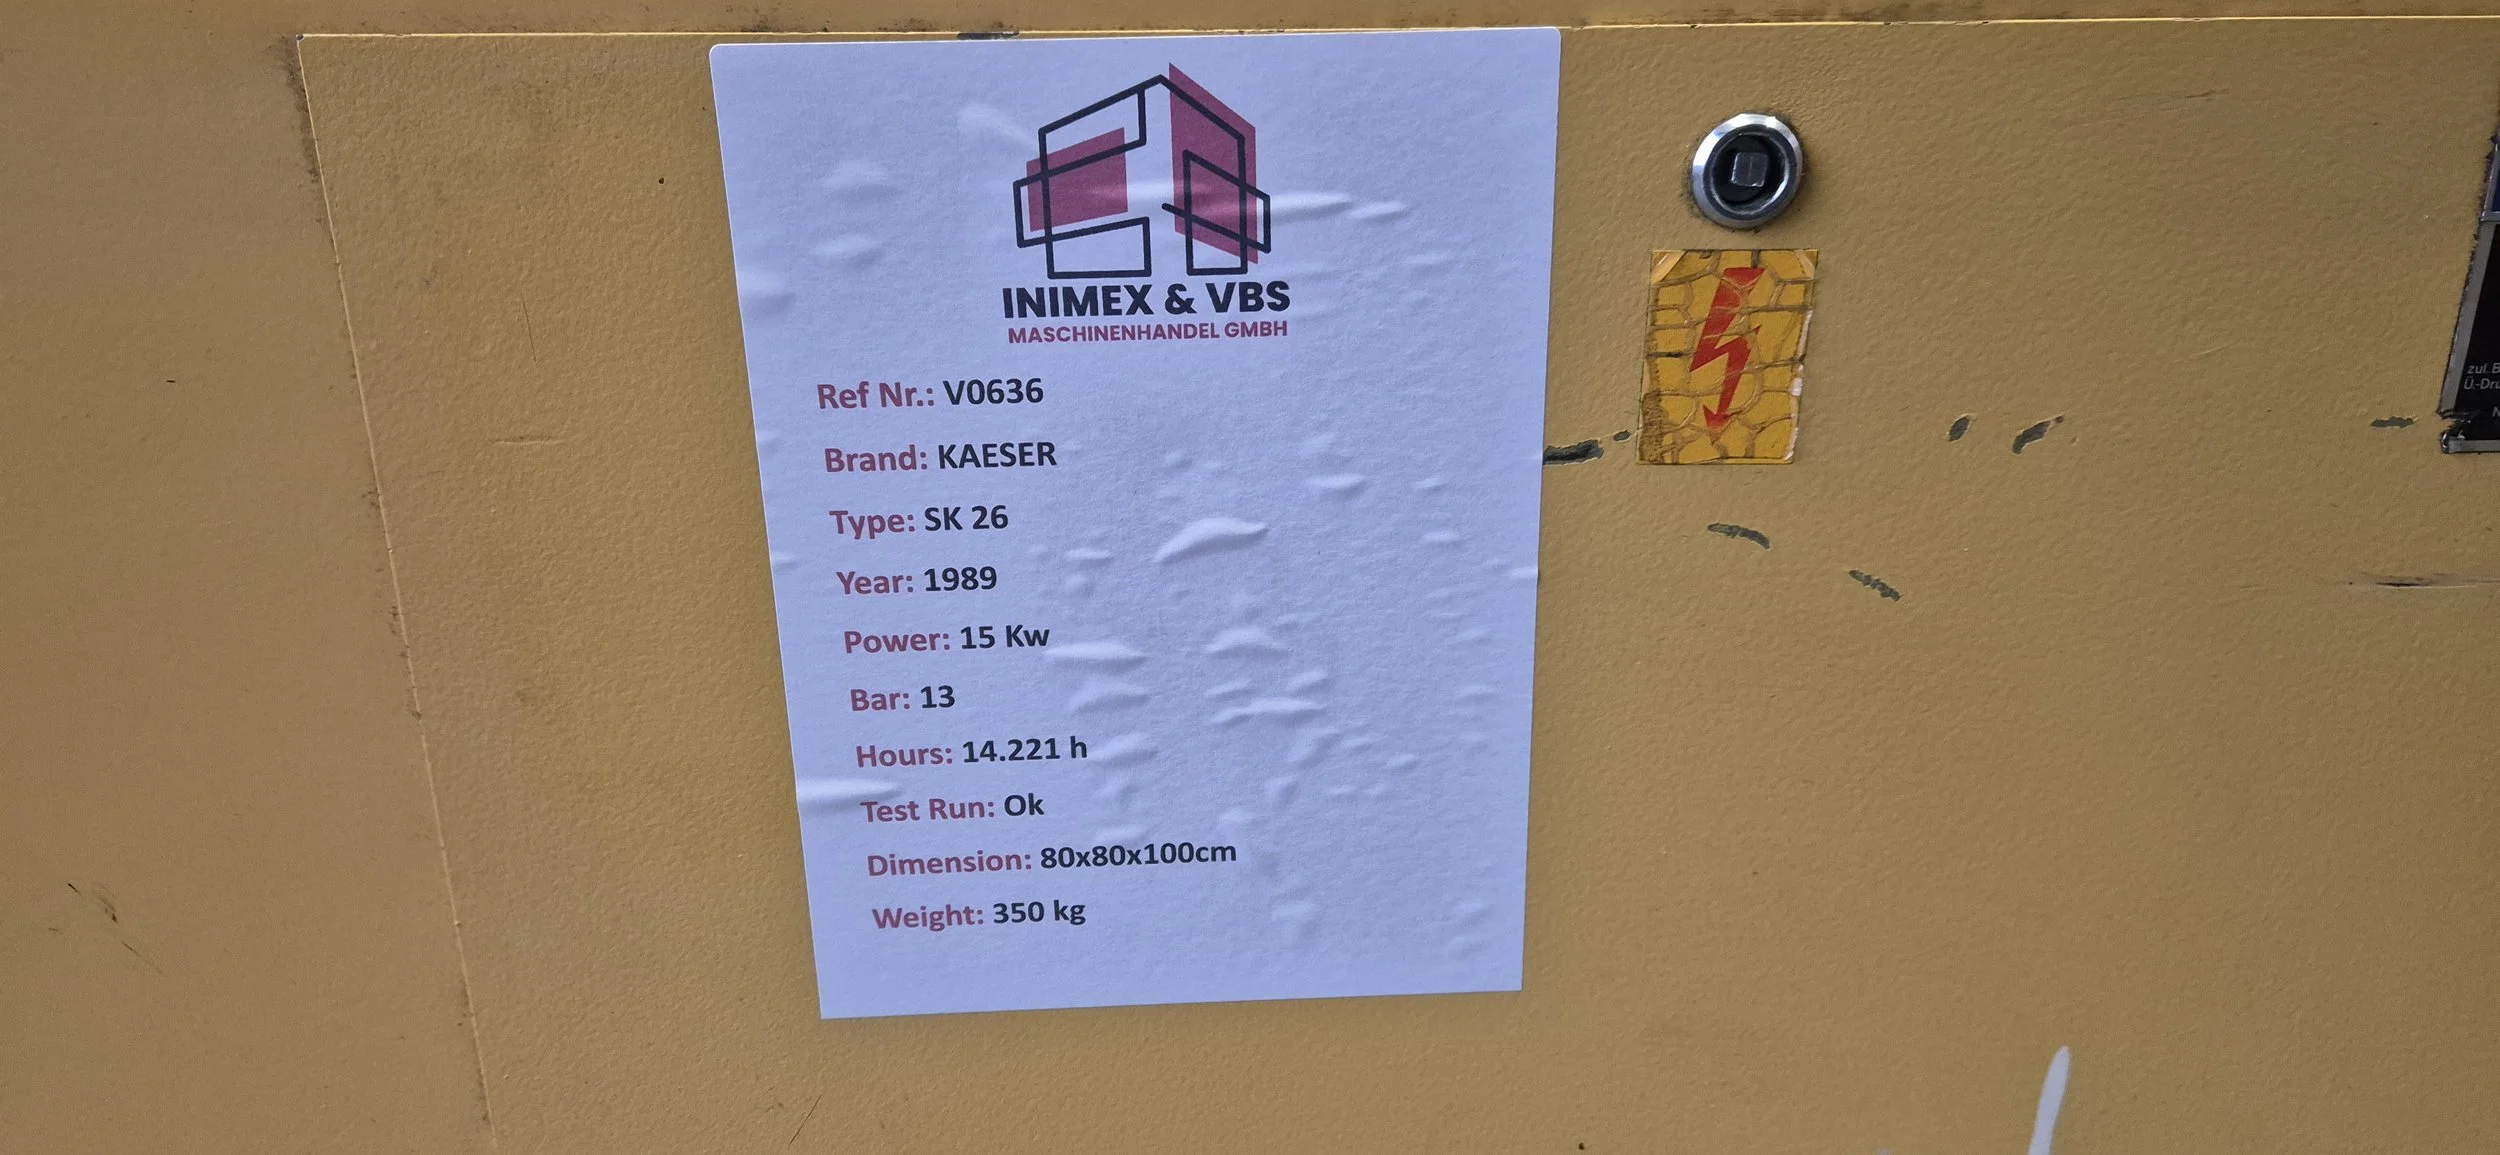 INIMEX & VBS
MASCHINENHANDEL GMBH
Ref Nr.: V0636
Brand: KAESER
Type: SK 26
Year: 1989
Power: 15 Kw
Bar: 13
Hours: 14.221 h
Test Run: Ok
Dimension: 80x80x100cm
Weight: 350 kg
zul.